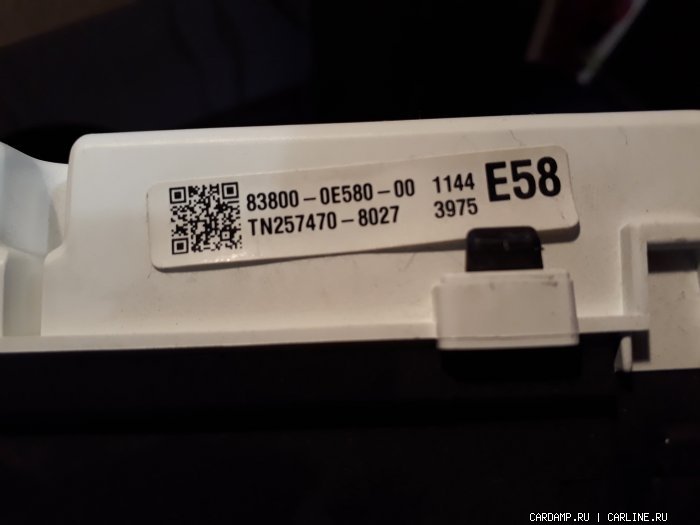 83800-0E580-00 1144 E58
TN257470-8027 3975
CARDAMP.RU | CARLINE.RU